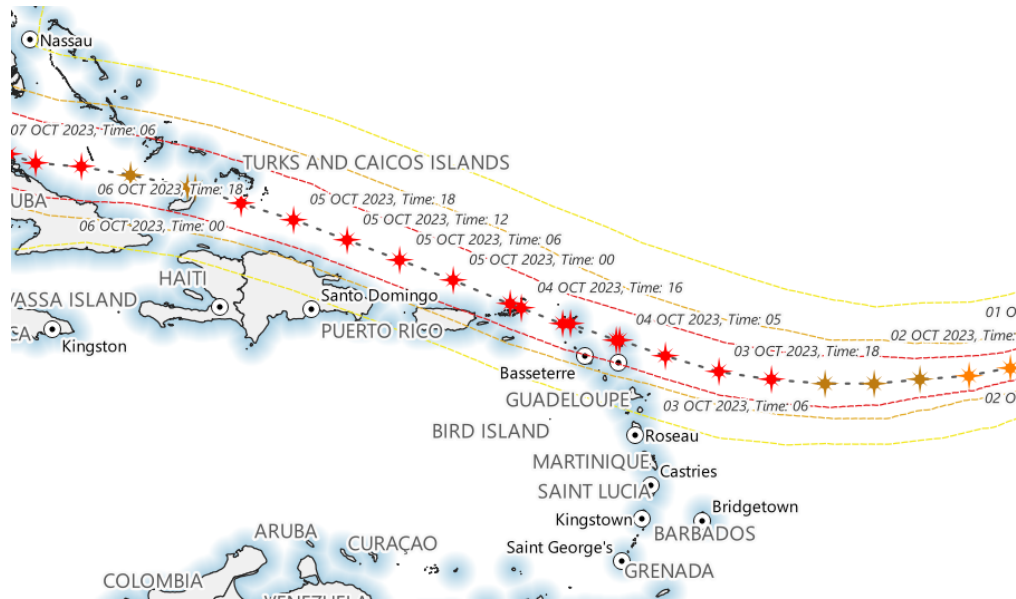 Nassau
07 OCT 2023, Time: 06
TURKS AND CAICOS ISLANDS
06 OCT 2023, Time: 18
UBA
05 OCT 2023, Time: 18
05 OCT 2023, Time: 12
06 OCT 2023, Time: 00
05 OCT 2023, Time: 06
05 OCT 2023, Time: 00
HAITI
04 OCT 2023, Time: 16
VASSA ISLAND
Santo Domingo
01 O
04 OCT 2023, Time: 05
PUERTO RICO
CA
Kingston
02 OCT 2023, Time:
03 OCT 2023, Time: 18
Basseterre
GUADELOUPE
03 OCT 2023, Time: 06
02 O
BIRD ISLAND
Roseau
MARTINIQUE
Castries
SAINT LUCIA
Bridgetown
Kingstown
BARBADOS
ARUBA
CURAÇAO
Saint George's
GRENADA
COLOMBIA
VENEZUELA